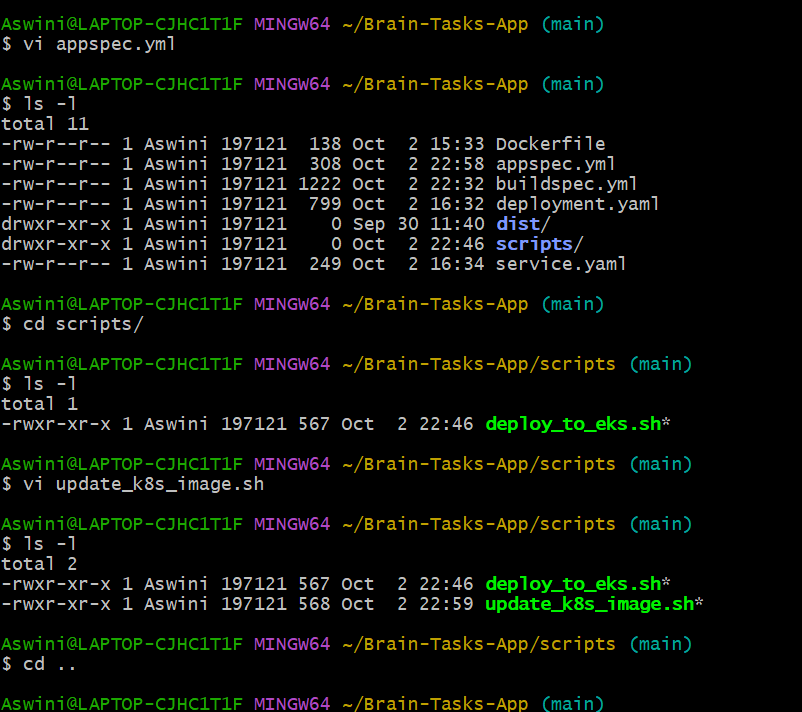 Aswini@LAPTOP-CJHC1T1F MINGW64 ~/Brain-Tasks-App (main)
$ vi appspec.yml
Aswini@LAPTOP-CJHC1T1F MINGW64 ~/Brain-Tasks-App (main)
$ ls -l
total 11
-rw-r--r-- 1 Aswini 197121  138 Oct  2 15:33 Dockerfile
-rw-r--r-- 1 Aswini 197121  308 Oct  2 22:58 appspec.yml
-rw-r--r-- 1 Aswini 197121 1222 Oct  2 22:32 buildspec.yml
-rw-r--r-- 1 Aswini 197121  799 Oct  2 16:32 deployment.yaml
drwxr-xr-x 1 Aswini 197121    0 Sep 30 11:40 dist/
drwxr-xr-x 1 Aswini 197121    0 Oct  2 22:46 scripts/
-rw-r--r-- 1 Aswini 197121  249 Oct  2 16:34 service.yaml
Aswini@LAPTOP-CJHC1T1F MINGW64 ~/Brain-Tasks-App (main)
$ cd scripts/
Aswini@LAPTOP-CJHC1T1F MINGW64 ~/Brain-Tasks-App/scripts (main)
$ ls -l
total 1
-rwxr-xr-x 1 Aswini 197121 567 Oct  2 22:46 deploy_to_eks.sh*
Aswini@LAPTOP-CJHC1T1F MINGW64 ~/Brain-Tasks-App/scripts (main)
$ vi update_k8s_image.sh
Aswini@LAPTOP-CJHC1T1F MINGW64 ~/Brain-Tasks-App/scripts (main)
$ ls -l
total 2
-rwxr-xr-x 1 Aswini 197121 567 Oct  2 22:46 deploy_to_eks.sh*
-rwxr-xr-x 1 Aswini 197121 568 Oct  2 22:59 update_k8s_image.sh*
Aswini@LAPTOP-CJHC1T1F MINGW64 ~/Brain-Tasks-App/scripts (main)
$ cd ..
Aswini@LAPTOP-CJHC1T1F MINGW64 ~/Brain-Tasks-App (main)